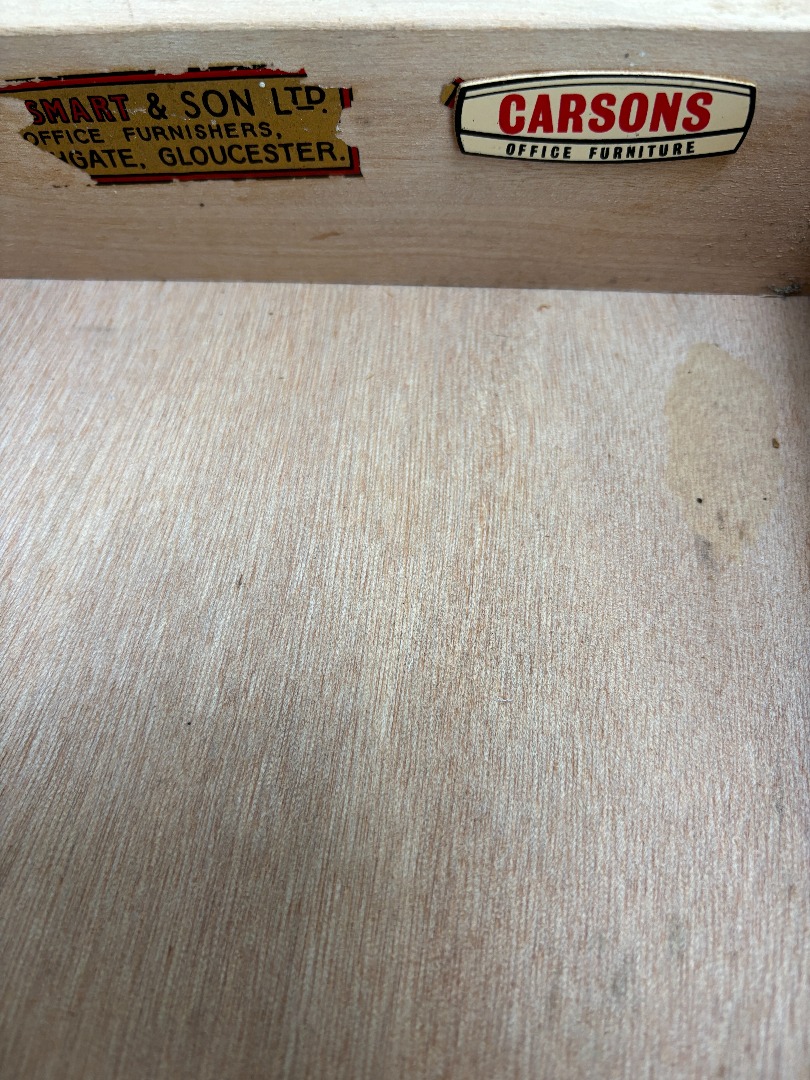 SMART & SON LTD.
OFFICE FURNISHERS,
GATE, GLOUCESTER.
CARSONS
OFFICE FURNITURE